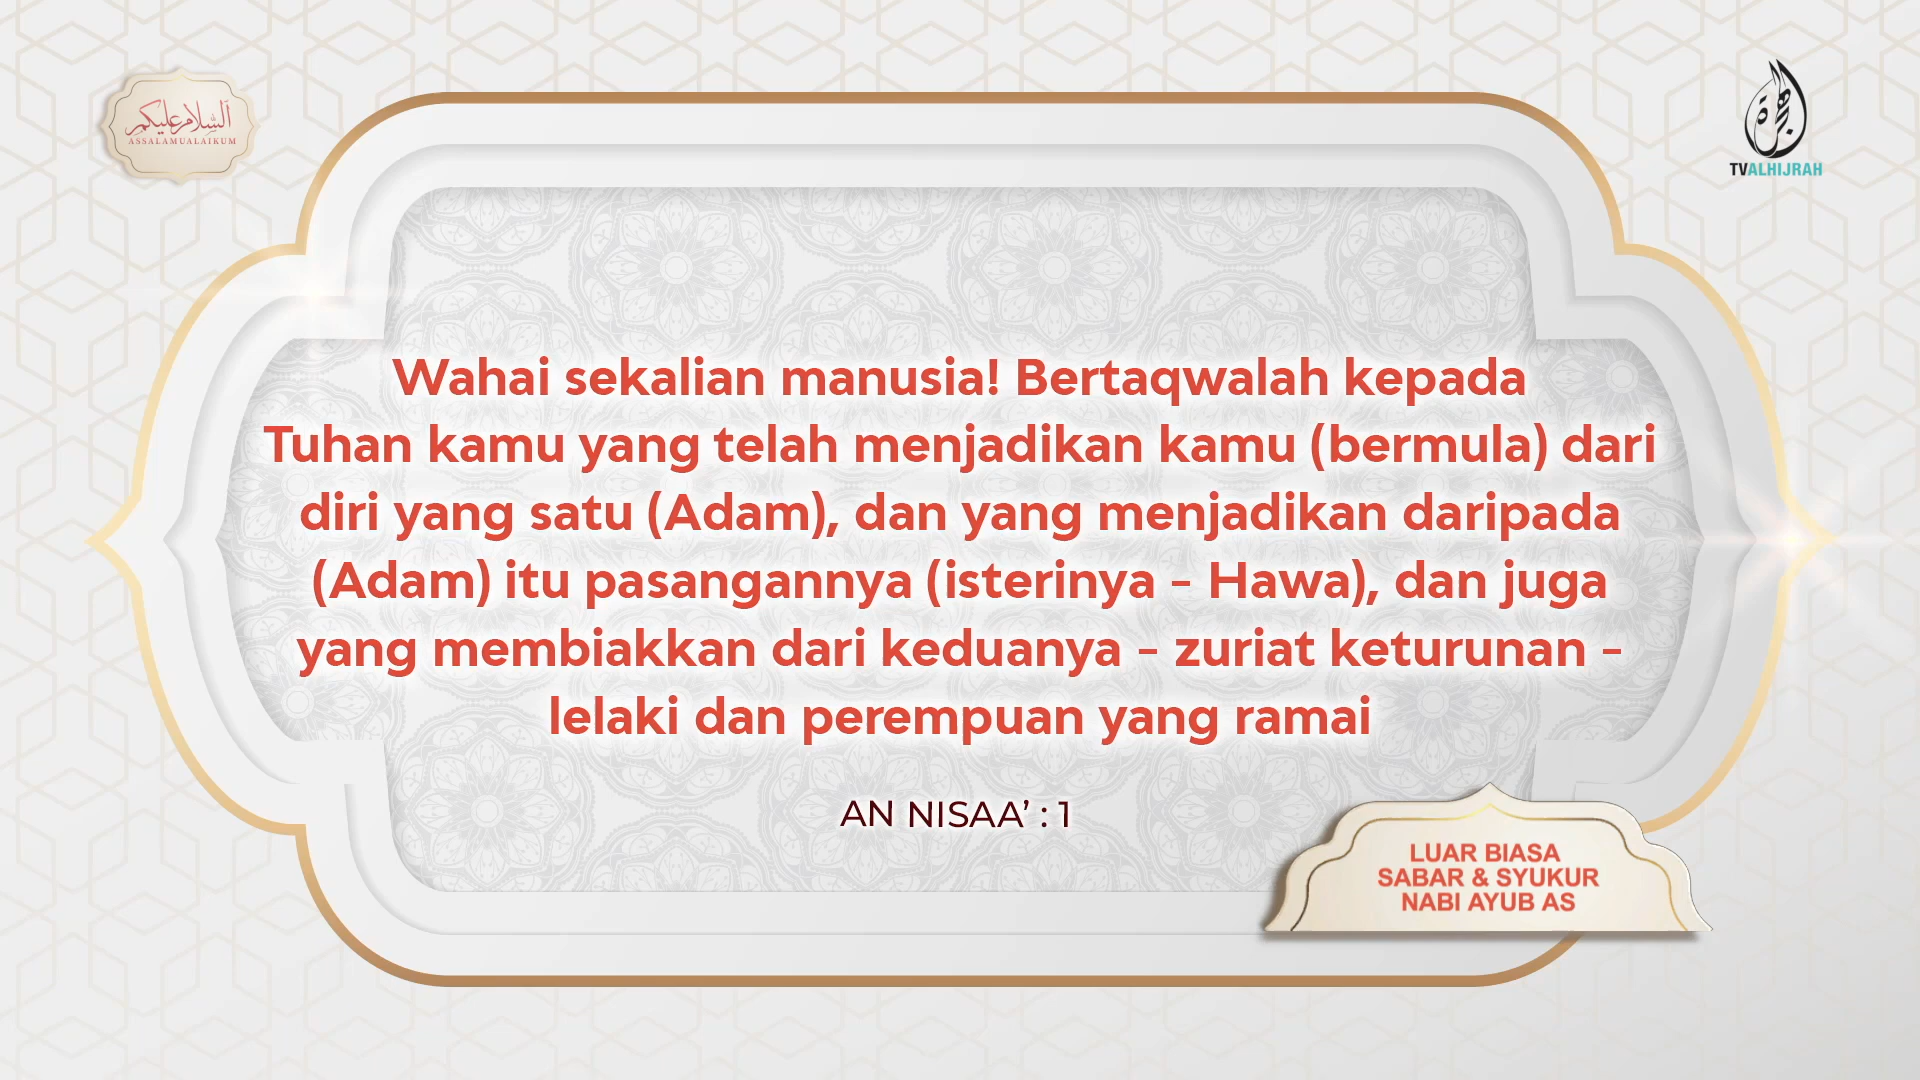 السلام عليكم
ASSALAMUALAIKUM
هجرة
TVALHIJRAH
Wahai sekalian manusia! Bertaqwalah kepada
Tuhan kamu yang telah menjadikan kamu (bermula) dari
diri yang satu (Adam), dan yang menjadikan daripada
(Adam) itu pasangannya (isterinya - Hawa), dan juga
yang membiakkan dari keduanya - zuriat keturunan -
lelaki dan perempuan yang ramai
AN NISAA’ : 1
LUAR BIASA
SABAR & SYUKUR
NABI AYUB AS